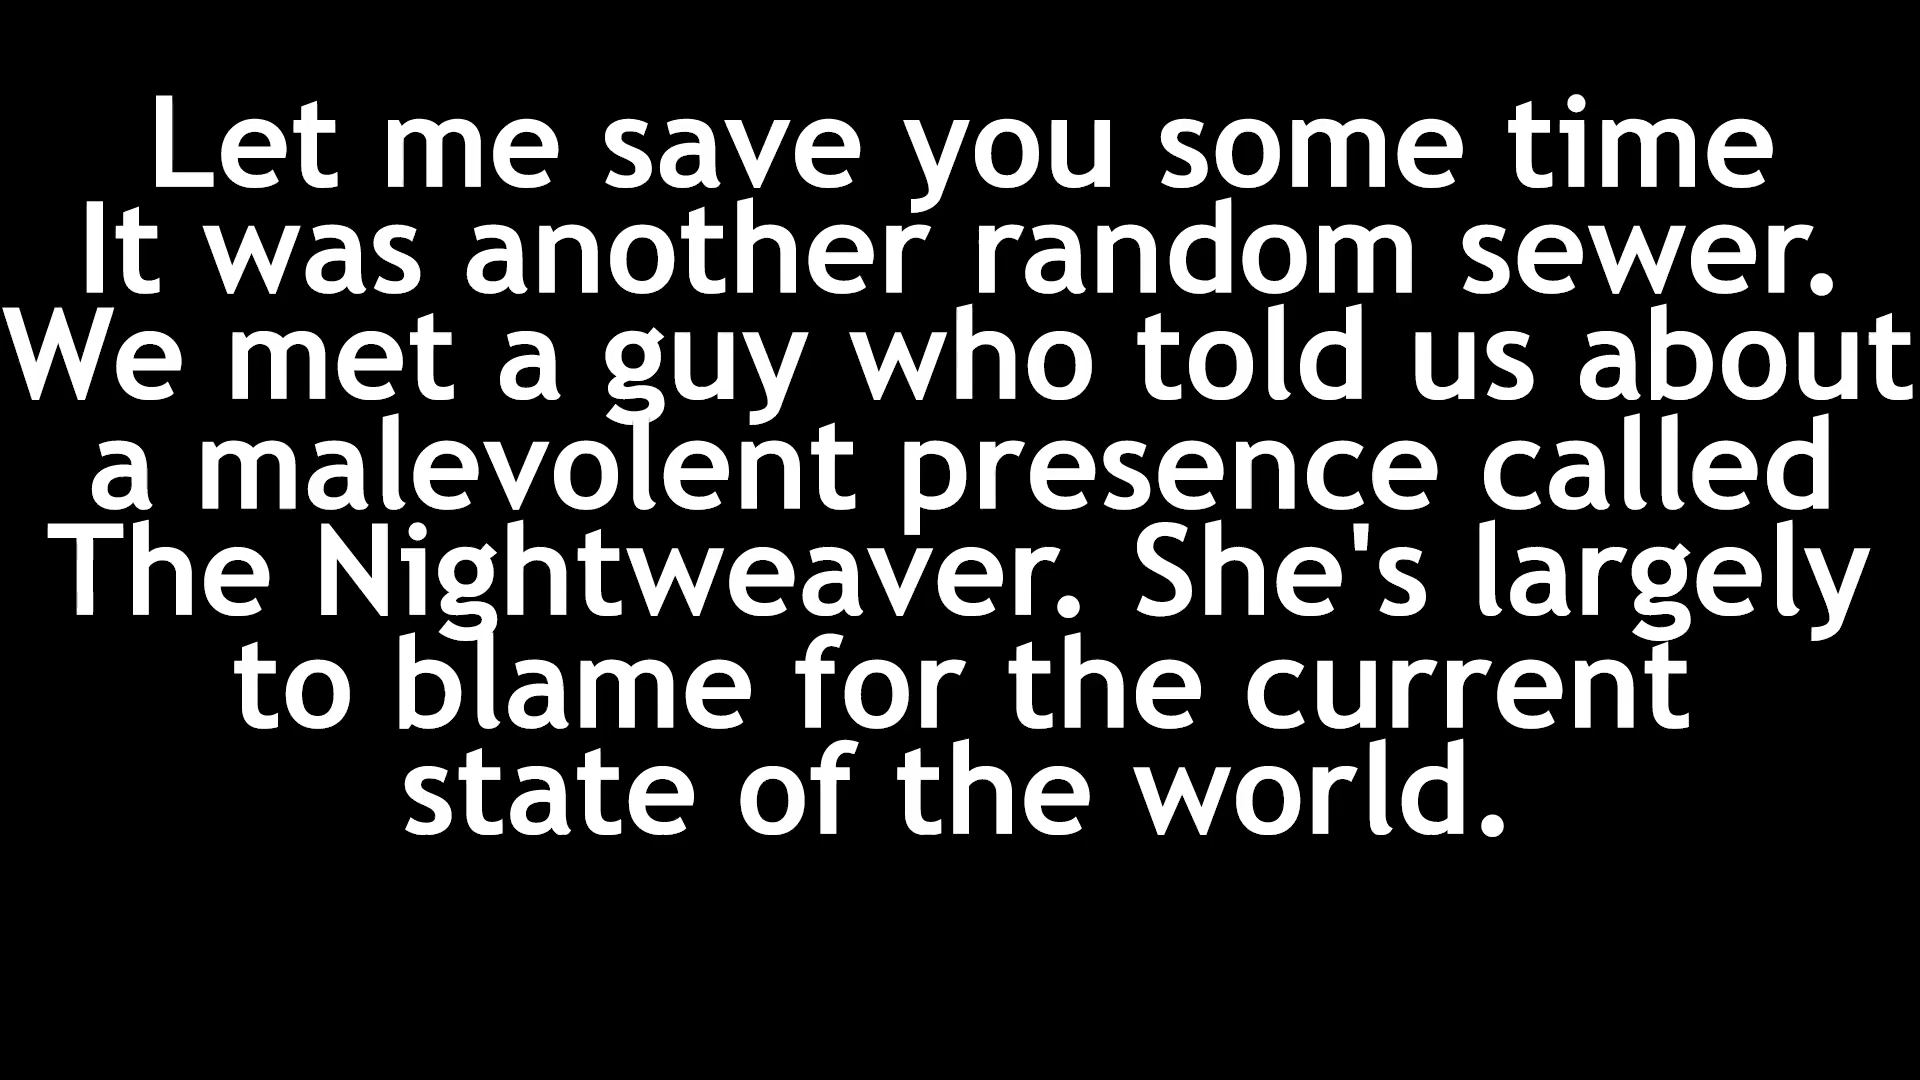 Let me save you some time
It was another random sewer.
We met a guy who told us about
a malevolent presence called
The Nightweaver. She's largely
to blame for the current
state of the world.